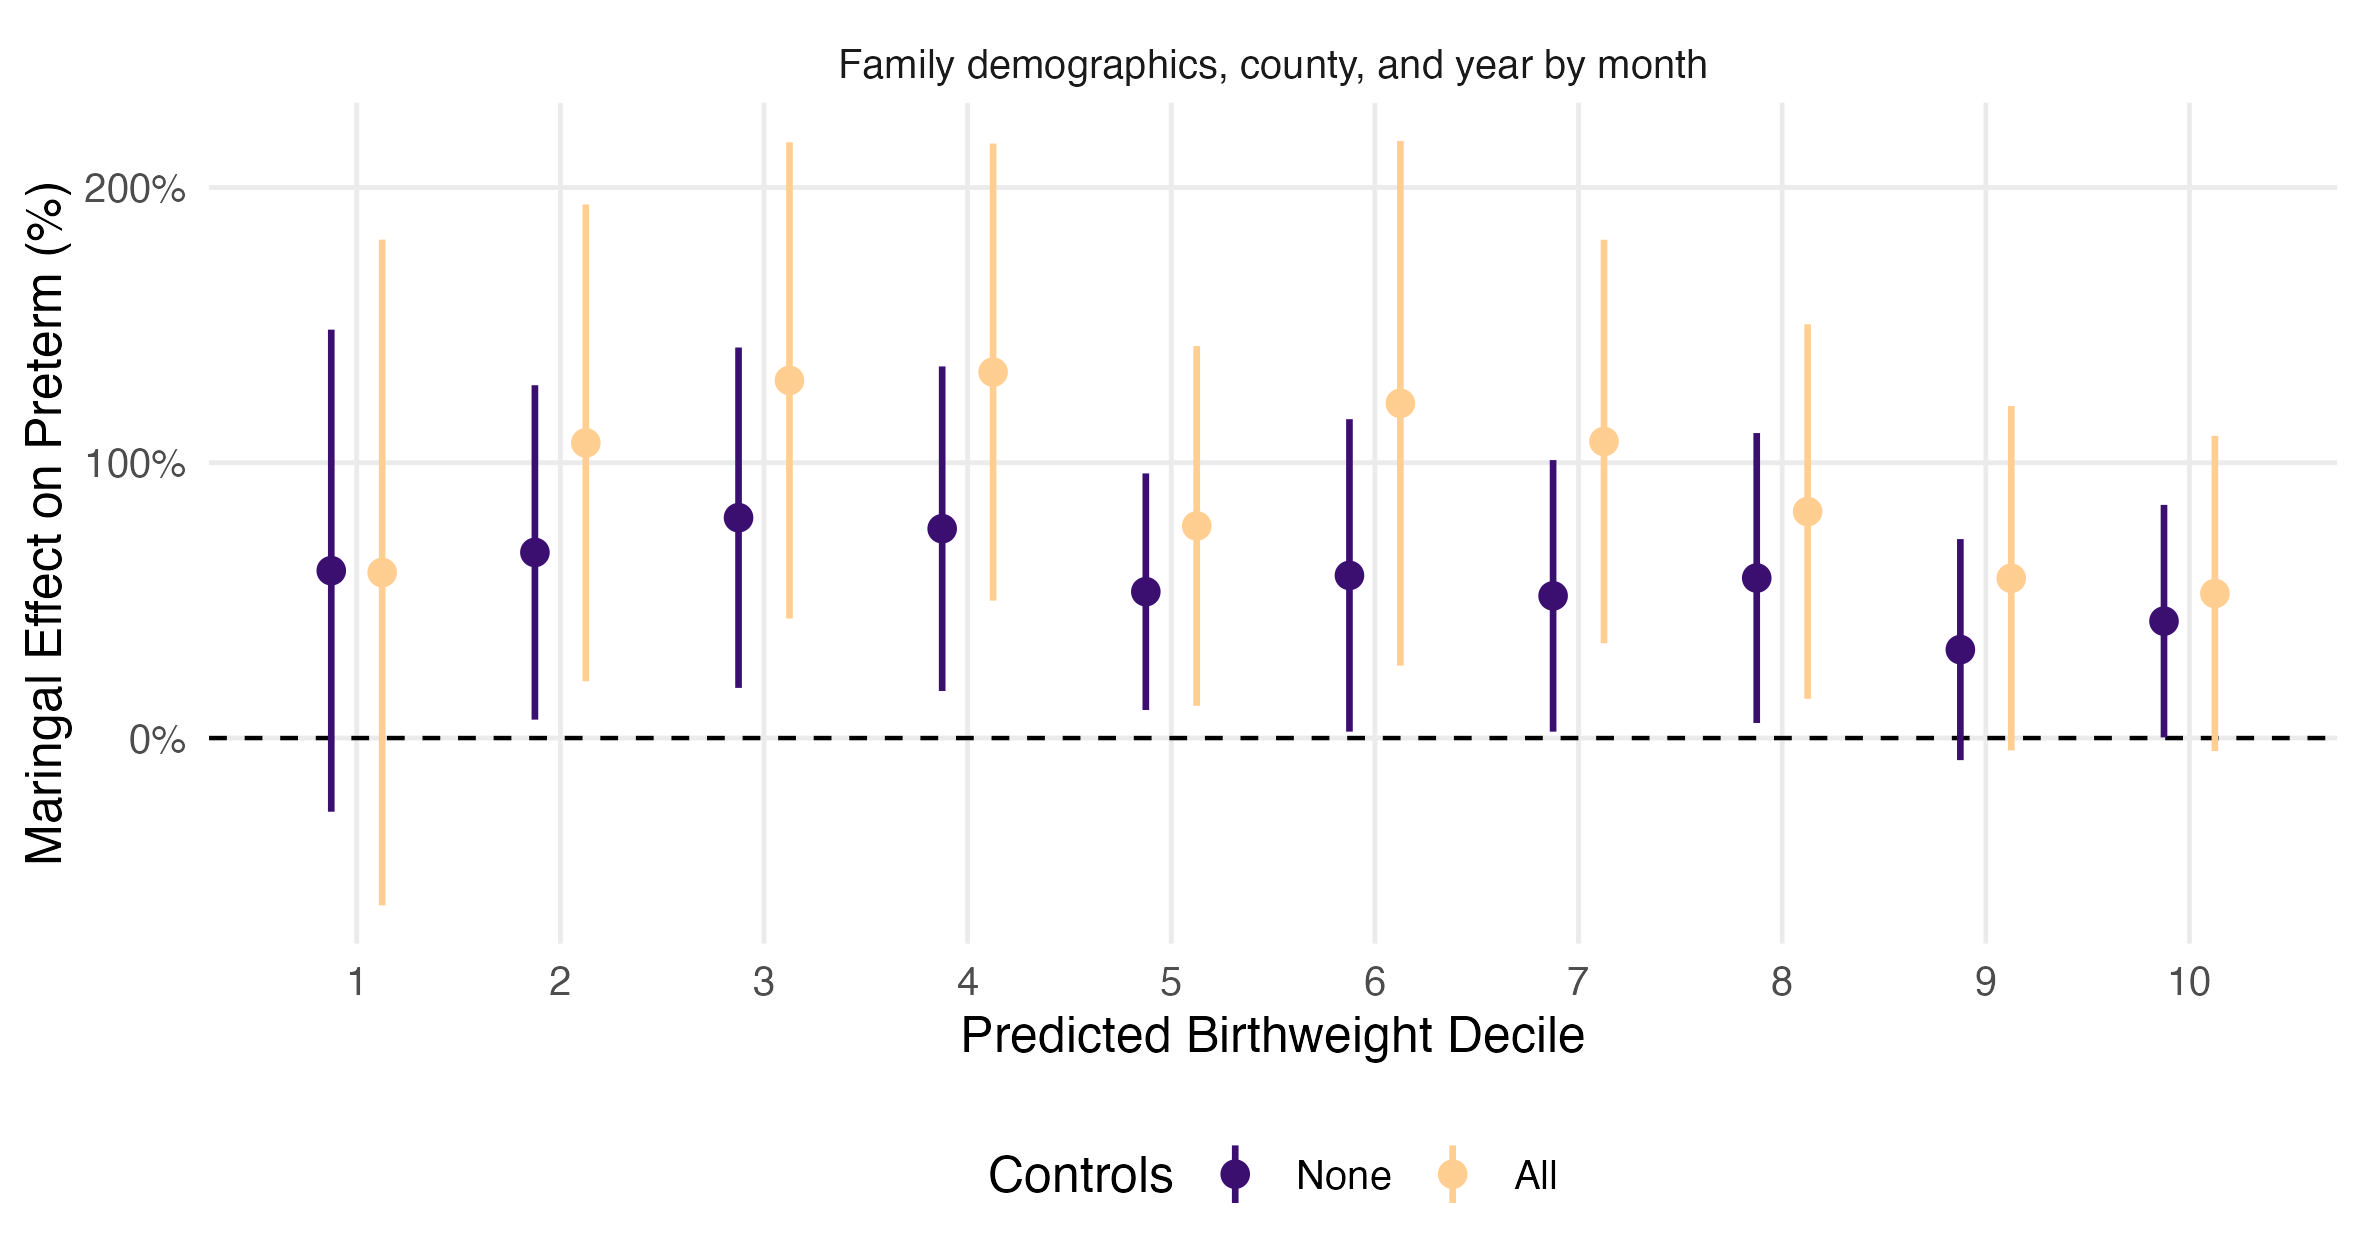 Family demographics, county, and year by month
Maringal Effect on Preterm (%)
200%
100%
0%
1 2 3 4 5 6 7 8 9 10
Predicted Birthweight Decile
Controls None All